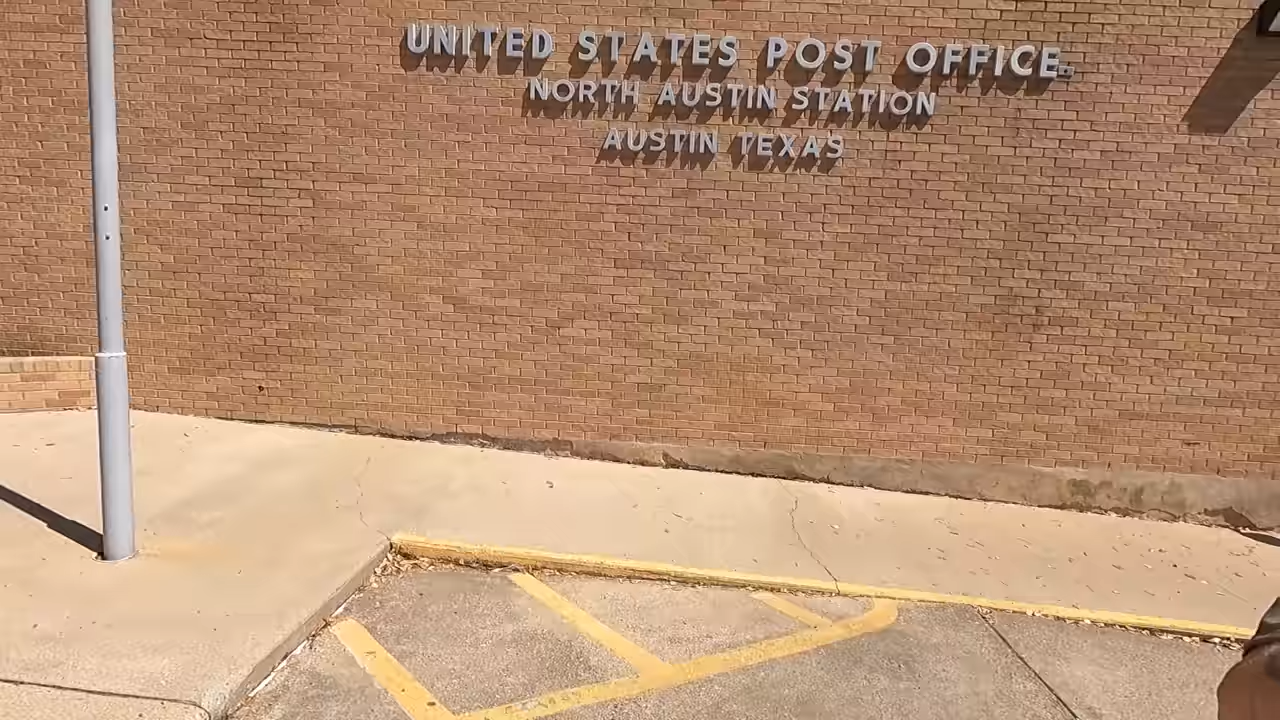 UNITED STATES POST OFFICE
NORTH AUSTIN STATION
AUSTIN TEXAS